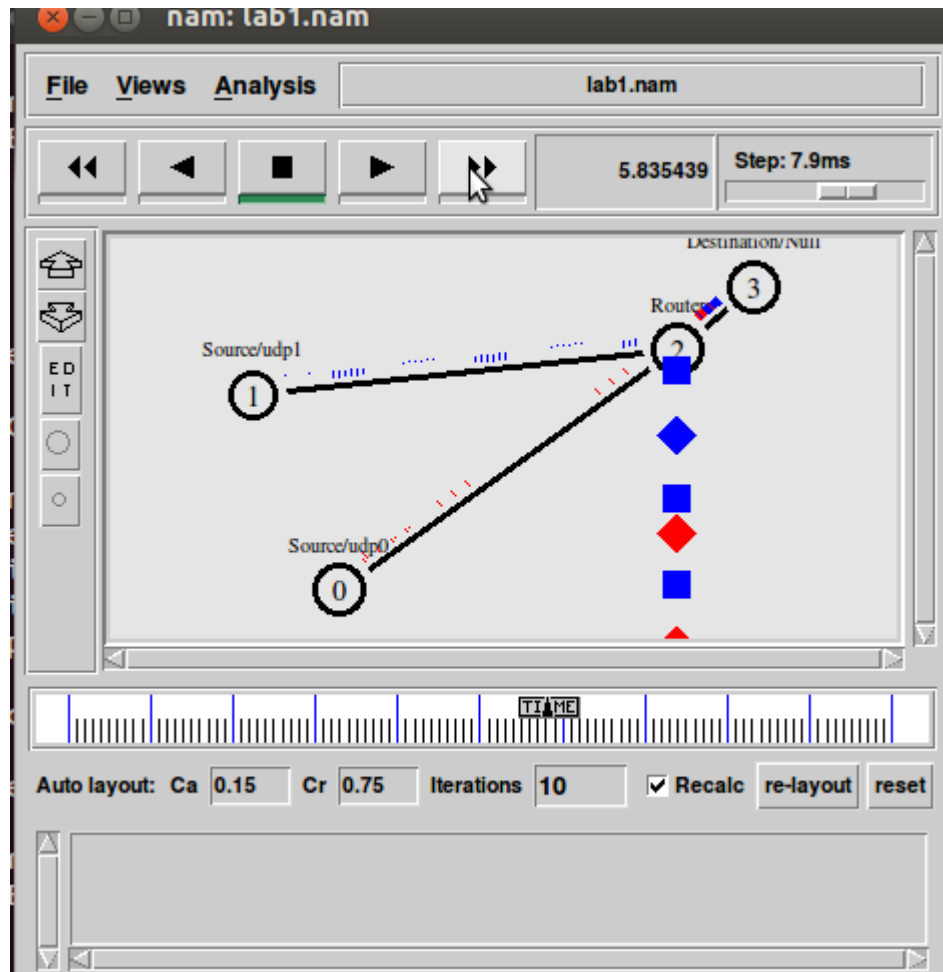 nam: lab1.nam
File Views Analysis lab1.nam
5.835439 Step: 7.9ms
Destination/Null
3
Router
2
Source/udp1
1
E D
I T
Source/udp0
0
TIME
Auto layout: Ca 0.15 Cr 0.75 Iterations 10 Recalc re-layout reset